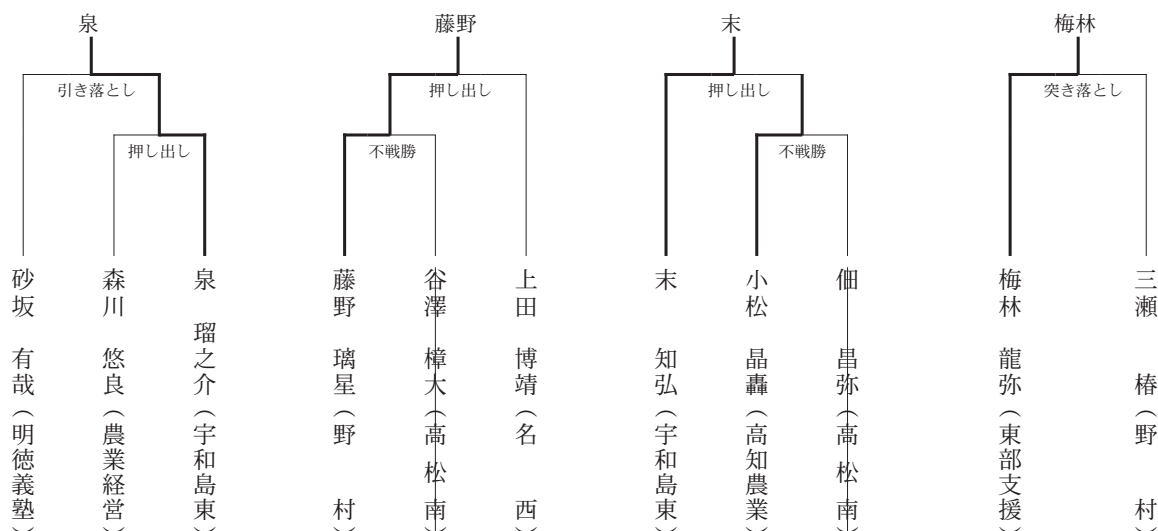 泉
藤野
末
梅林
引き落とし
押し出し
押し出し
突き落とし
押し出し
不戦勝
不戦勝
砂坂 有哉(明徳義塾)
森川 悠良(農業経営)
泉 瑠之介(宇和島東)
藤野 璃星(野 村)
谷澤 樟大(高松南)
上田 博靖(名 西)
末 知弘(宇和島東)
小松 晶轟(高知農業)
佃 昌弥(高松南)
梅林 龍弥(東部支援)
三瀬 椿(野 村)